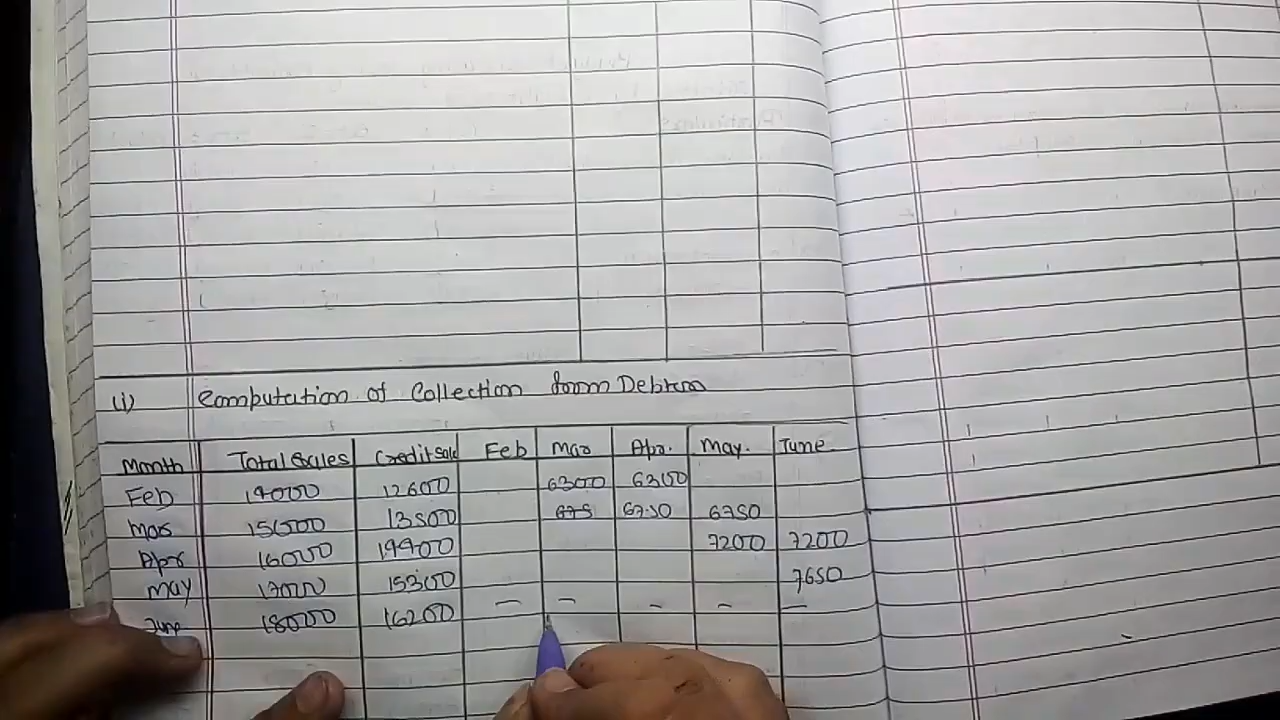 (i) Computation of Collection from Debtors
Month Total Sales Credit Sale Feb Mar Apr. May. June
Feb 14000 12600 6300 6300
Mar 15000 13500 675 6750 6750
Apr 16000 14400 7200 7200
May 17000 15300 7650
June 18000 16200 — — — — —